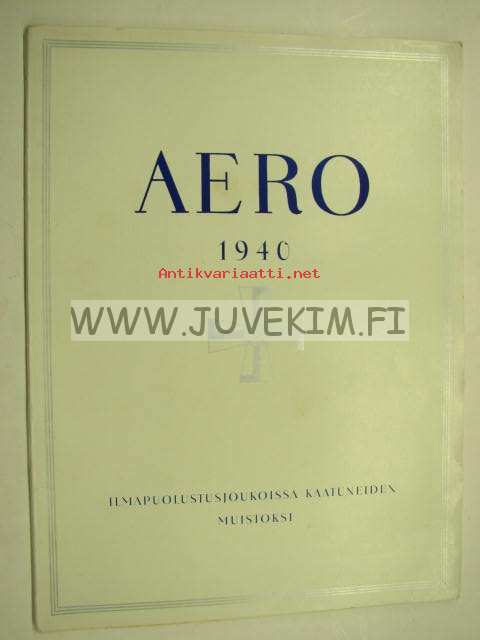 AERO
1940
Antikvariaatti.net
WWW.JUVEKIM.FI
ILMAPUOLUSTUSJOUKOISSA KAATUNEIDEN
MUISTOKSI